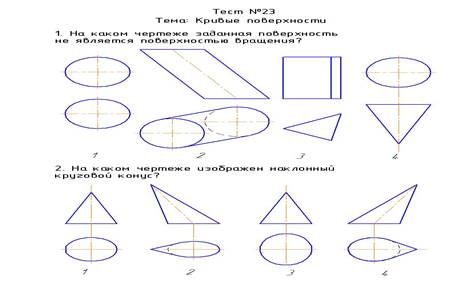 Тест №23
Тема: Кривые поверхности
1. На каком чертеже заданная поверхность
не является поверхностью вращения?
1 2 3 4
2. На каком чертеже изображен наклонный
круговой конус?
1 2 3 4